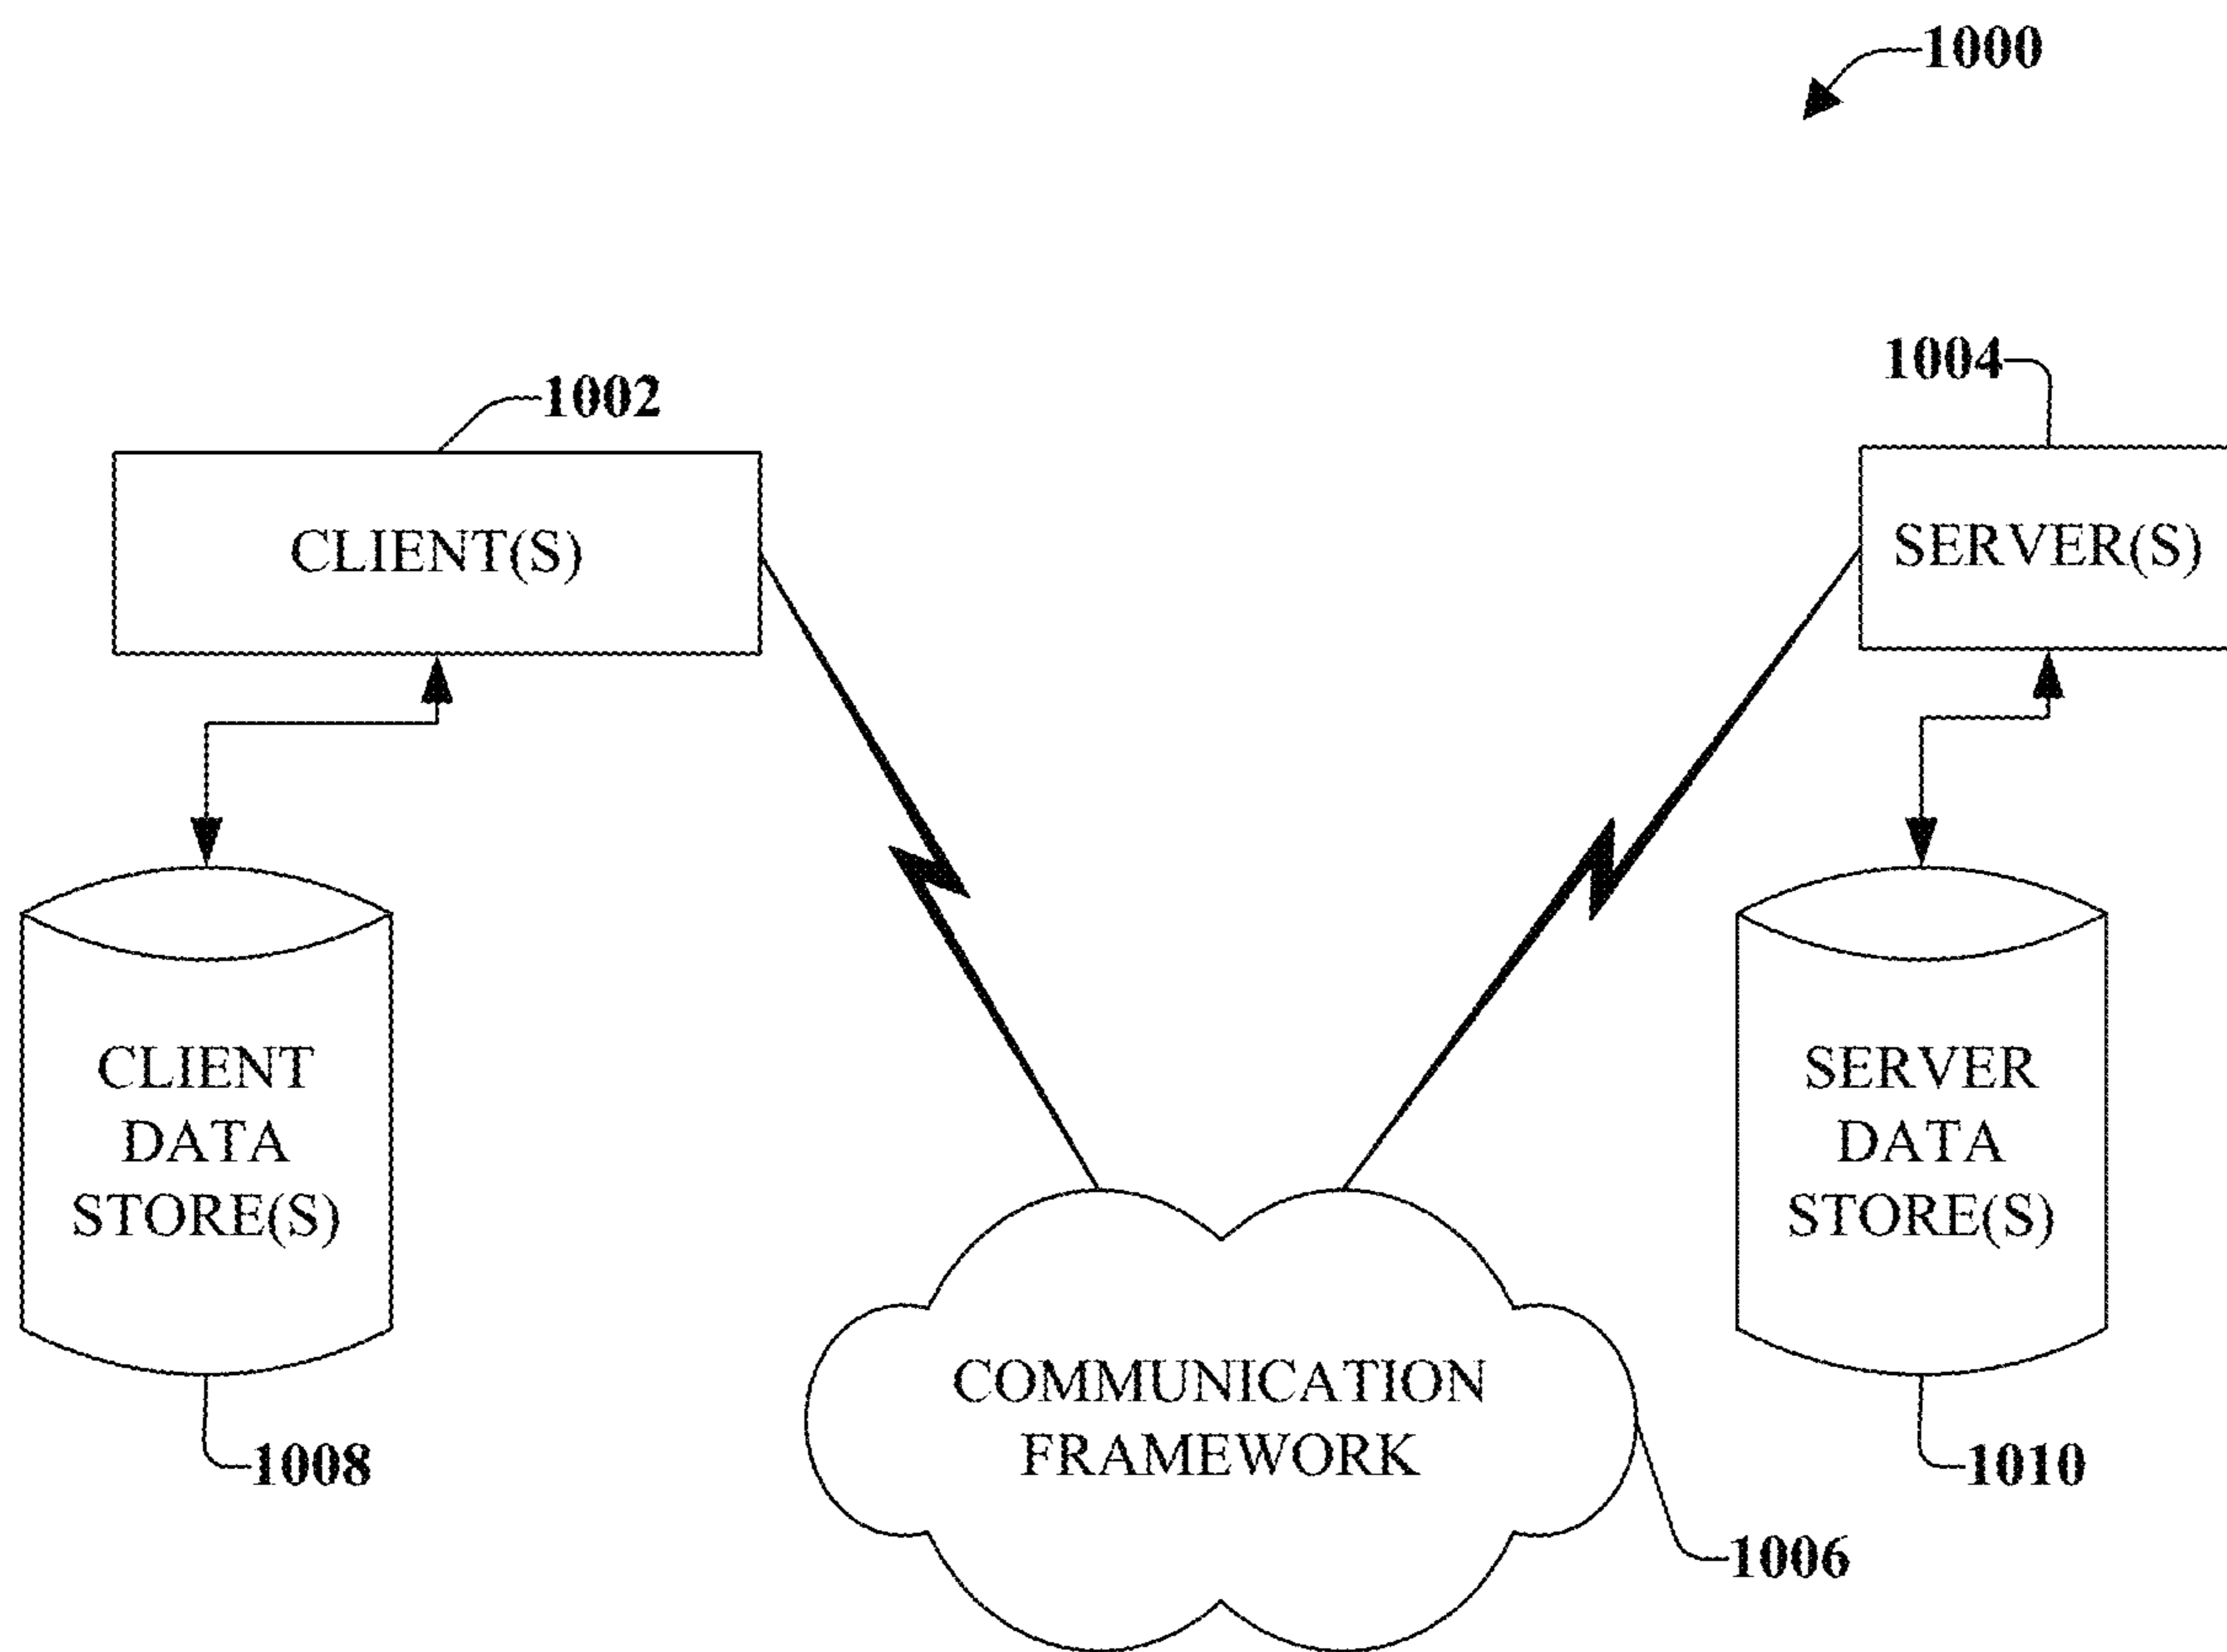 1000
1002
1004
CLIENT(S)
SERVER(S)
CLIENT
DATA
STORE(S)
SERVER
DATA
STORE(S)
COMMUNICATION
FRAMEWORK
1008
1010
1006